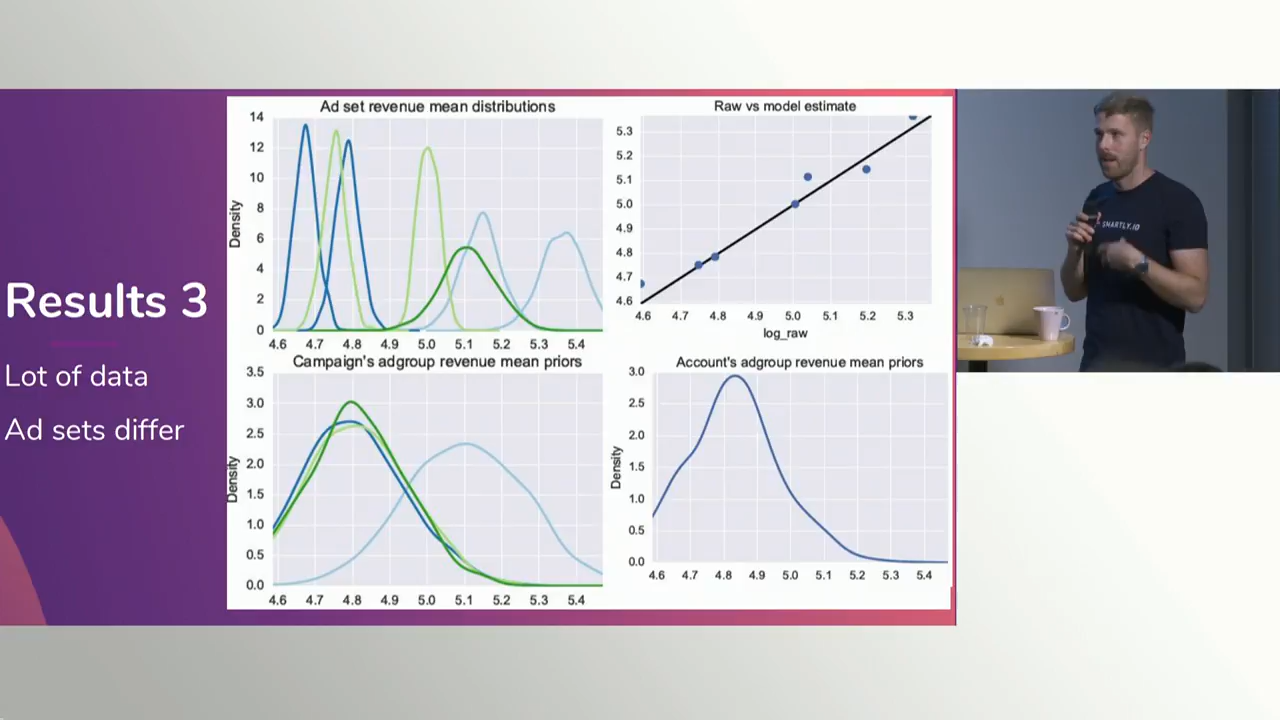 Results 3
Lot of data
Ad sets differ
Ad set revenue mean distributions
Density
14
12
10
8
6
4
2
0
4.6 4.7 4.8 4.9 5.0 5.1 5.2 5.3 5.4
Raw vs model estimate
5.3
5.2
5.1
5.0
4.9
4.8
4.7
4.6
4.6 4.7 4.8 4.9 5.0 5.1 5.2 5.3
log_raw
Campaign's adgroup revenue mean priors
Density
3.5
3.0
2.5
2.0
1.5
1.0
0.5
0.0
4.6 4.7 4.8 4.9 5.0 5.1 5.2 5.3 5.4
Account's adgroup revenue mean priors
Density
3.0
2.5
2.0
1.5
1.0
0.5
0.0
4.6 4.7 4.8 4.9 5.0 5.1 5.2 5.3 5.4
SMARTLY.IO